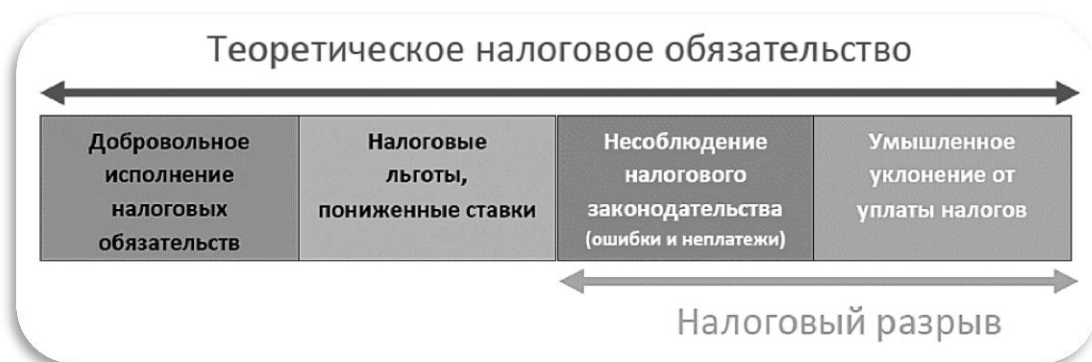 Теоретическое налоговое обязательство
Добровольное
исполнение
налоговых
обязательств
Налоговые
льготы,
пониженные ставки
Несоблюдение
налогового
законодательства
(ошибки и неплатежи)
Умышленное
уклонение от
уплаты налогов
Налоговый разрыв